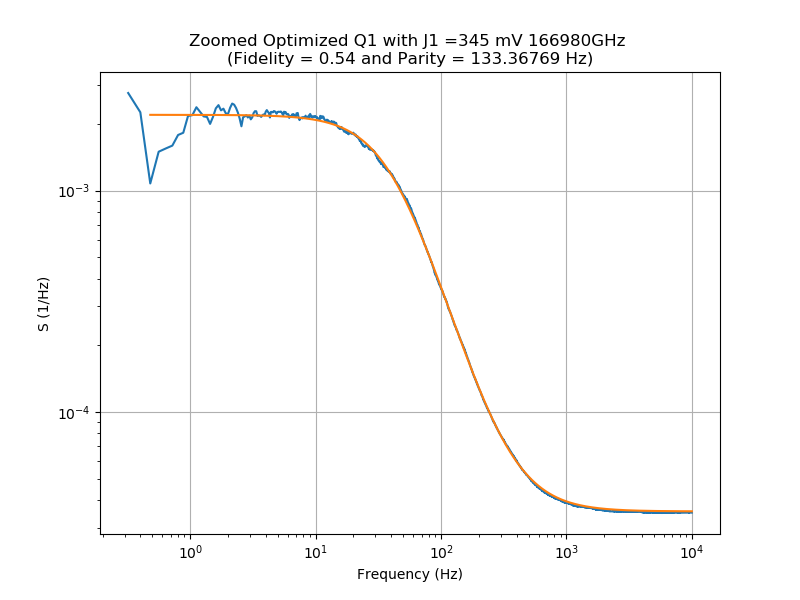 Zoomed Optimized Q1 with J1 =345 mV 166980GHz
(Fidelity = 0.54 and Parity = 133.36769 Hz)
S (1/Hz)
10⁻³
10⁻⁴
10⁰ 10¹ 10² 10³ 10⁴
Frequency (Hz)